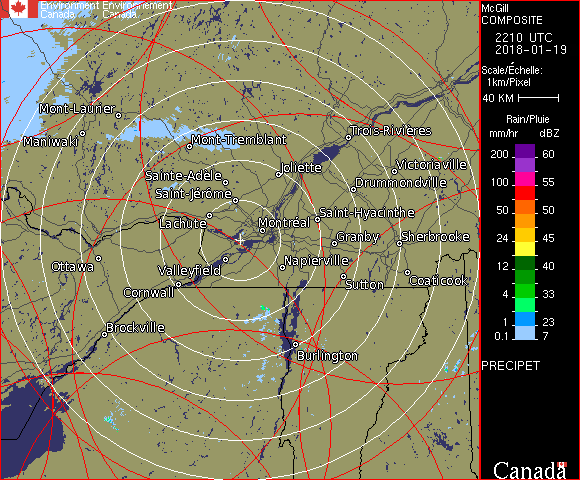 Environment Environnement
Canada Canada
Mont-Laurier
Maniwaki
Mont-Tremblant
Trois-Rivières
Sainte-Adèle
Joliette
Victoriaville
Saint-Jérôme
Drummondville
Lachute
Montréal
Saint-Hyacinthe
Granby
Sherbrooke
Ottawa
Valleyfield
Napierville
Cornwall
Sutton
Coaticook
Brockville
Burlington
McGill
COMPOSITE
2210 UTC
2018-01-19
Scale/Échelle:
1km/Pixel
40 KM
Rain/Pluie
mm/hr dBZ
200 60
150 57
100 55
50 50
24 45
12 40
4 33
1 23
0.1 7
PRECIPET
Canada